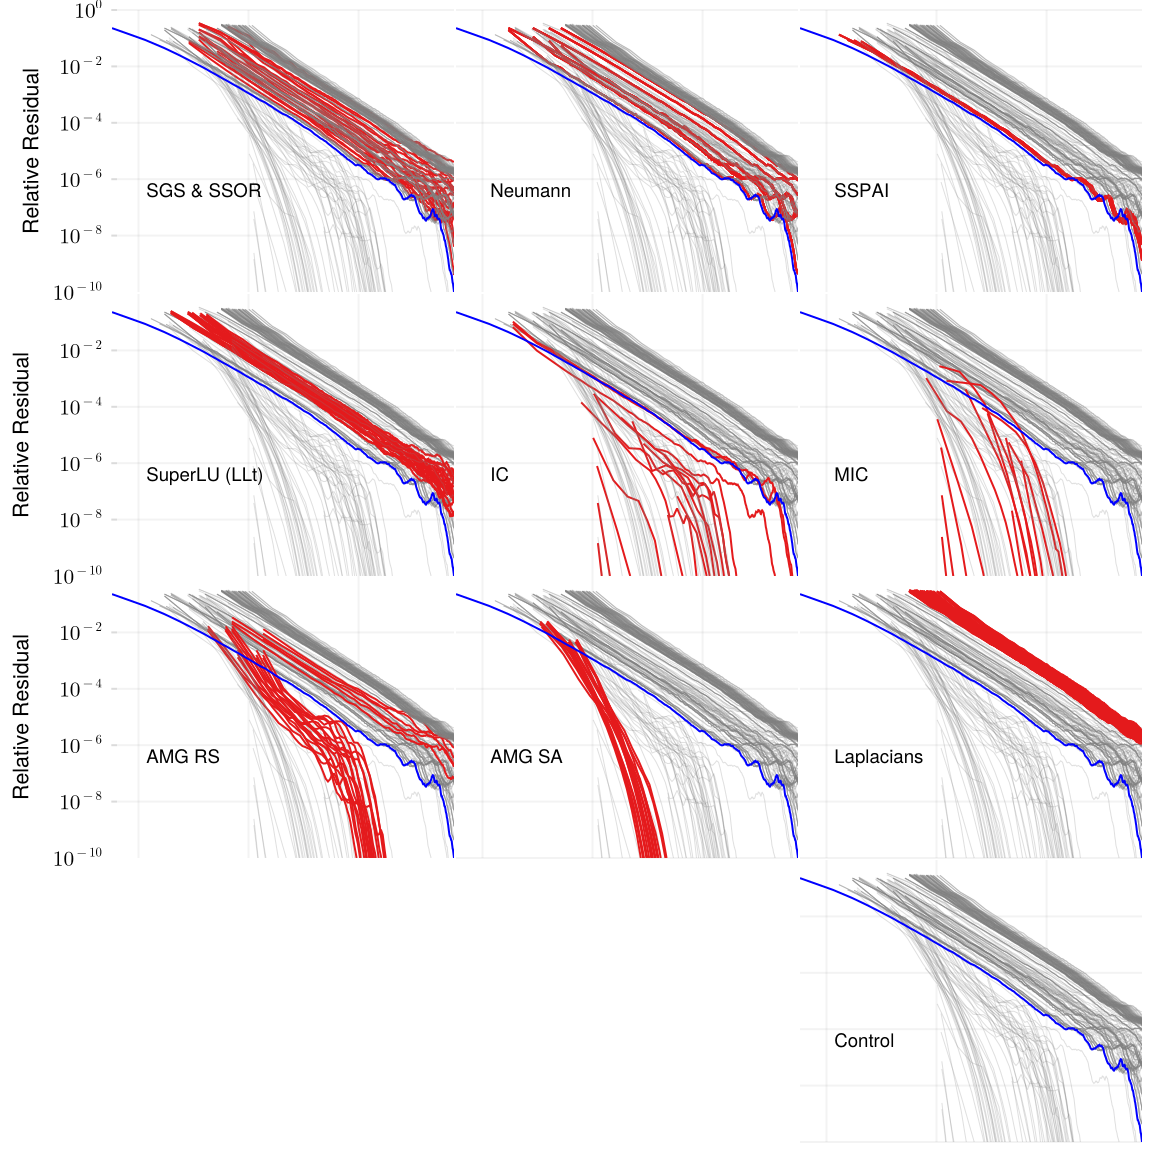 10^0
10^-2
10^-4
10^-6
10^-8
10^-10
Relative Residual
SGS & SSOR
Neumann
SSPAI
10^-2
10^-4
10^-6
10^-8
10^-10
Relative Residual
SuperLU (LLt)
IC
MIC
10^-2
10^-4
10^-6
10^-8
10^-10
Relative Residual
AMG RS
AMG SA
Laplacians
Control